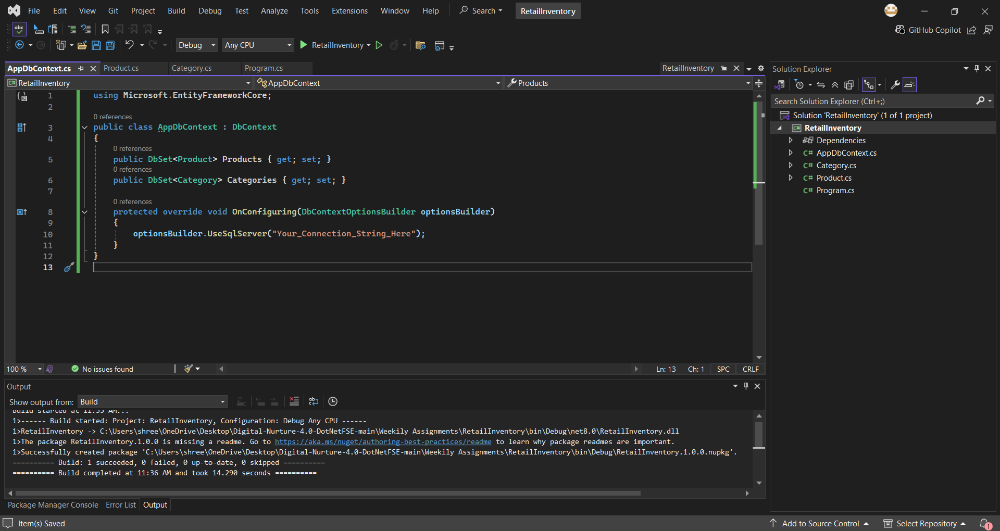 File Edit View Git Project Build Debug Test Analyze Tools Extensions Window Help Search RetailInventory
abc GitHub Copilot
Debug Any CPU RetailInventory
AppDbContext.cs Product.cs Category.cs Program.cs RetailInventory
RetailInventory AppDbContext Products
1 using Microsoft.EntityFrameworkCore;
2
0 references
3 public class AppDbContext : DbContext
4 {
0 references
5 public DbSet<Product> Products { get; set; }
0 references
6 public DbSet<Category> Categories { get; set; }
7
0 references
8 protected override void OnConfiguring(DbContextOptionsBuilder optionsBuilder)
9 {
10 optionsBuilder.UseSqlServer("Your_Connection_String_Here");
11 }
12 }
13
100 % No issues found Ln: 13 Ch: 1 SPC CRLF
Output
Show output from: Build
Build started at 11:35 AM...
1>------ Build started: Project: RetailInventory, Configuration: Debug Any CPU ------
1>RetailInventory -> C:\Users\shree\OneDrive\Desktop\Digital-Nurture-4.0-DotNetFSE-main\Weekily Assignments\RetailInventory\bin\Debug\net8.0\RetailInventory.dll
1>The package RetailInventory.1.0.0 is missing a readme. Go to https://aka.ms/nuget/authoring-best-practices/readme to learn why package readmes are important.
1>Successfully created package 'C:\Users\shree\OneDrive\Desktop\Digital-Nurture-4.0-DotNetFSE-main\Weekily Assignments\RetailInventory\bin\Debug\RetailInventory.1.0.0.nupkg'.
========== Build: 1 succeeded, 0 failed, 0 up-to-date, 0 skipped ==========
========== Build completed at 11:36 AM and took 14.290 seconds ==========
Package Manager Console Error List Output
Solution Explorer
Search Solution Explorer (Ctrl+;)
Solution 'RetailInventory' (1 of 1 project)
C# RetailInventory
Dependencies
C# AppDbContext.cs
C# Category.cs
C# Product.cs
C# Program.cs
Item(s) Saved Add to Source Control Select Repository 1